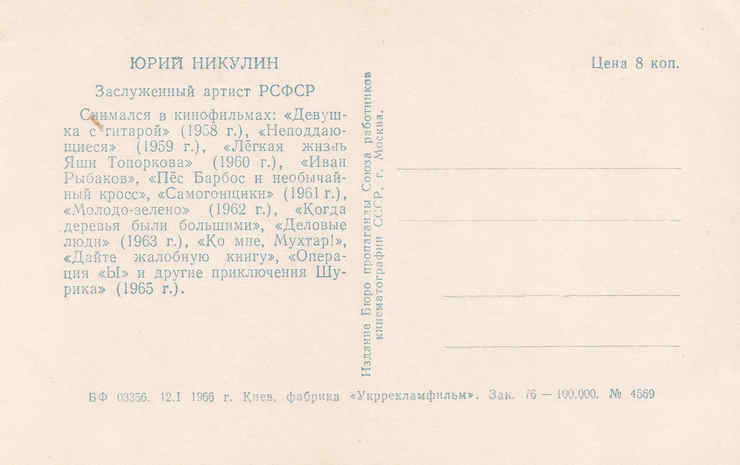 ЮРИЙ НИКУЛИН
Заслуженный артист РСФСР
Снимался в кинофильмах: «Девуш-
ка с гитарой» (1958 г.), «Неподдаю-
щиеся» (1959 г.), «Лёгкая жизнь
Яши Топоркова» (1960 г.), «Иван
Рыбаков», «Пёс Барбос и необычай-
ный кросс», «Самогонщики» (1961 г.),
«Молодо-зелено» (1962 г.), «Когда
деревья были большими», «Деловые
люди» (1963 г.), «Ко мне, Мухтар!»,
«Дайте жалобную книгу», «Опера-
ция «Ы» и другие приключения Шу-
рика» (1965 г.).
Издание Бюро пропаганды Союза работников
кинематографии СССР, г. Москва.
Цена 8 коп.
БФ 03356. 12.I 1966 г. Киев, фабрика «Укррекламфильм». Зак. 76 — 100.000. № 4569